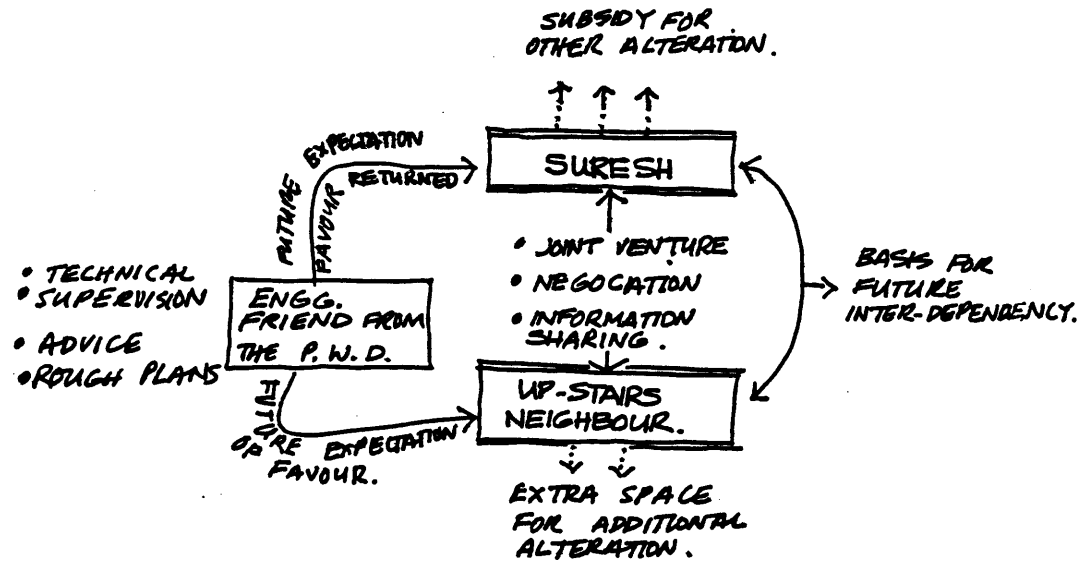 SUBSIDY FOR
OTHER ALTERATION.
FUTURE EXPECTATION
FAVOUR RETURNED
SURESH
• JOINT VENTURE
• NEGOCATION
• INFORMATION
SHARING.
BASIS FOR
FUTURE
INTER-DEPENDENCY.
• TECHNICAL
• SUPERVISION
• ADVICE
• ROUGH PLANS
ENGG.
FRIEND FROM
THE P.W.D.
UP-STAIRS
NEIGHBOUR.
FUTURE EXPECTATION
OF
FAVOUR.
EXTRA SPACE
FOR ADDITIONAL
ALTERATION.